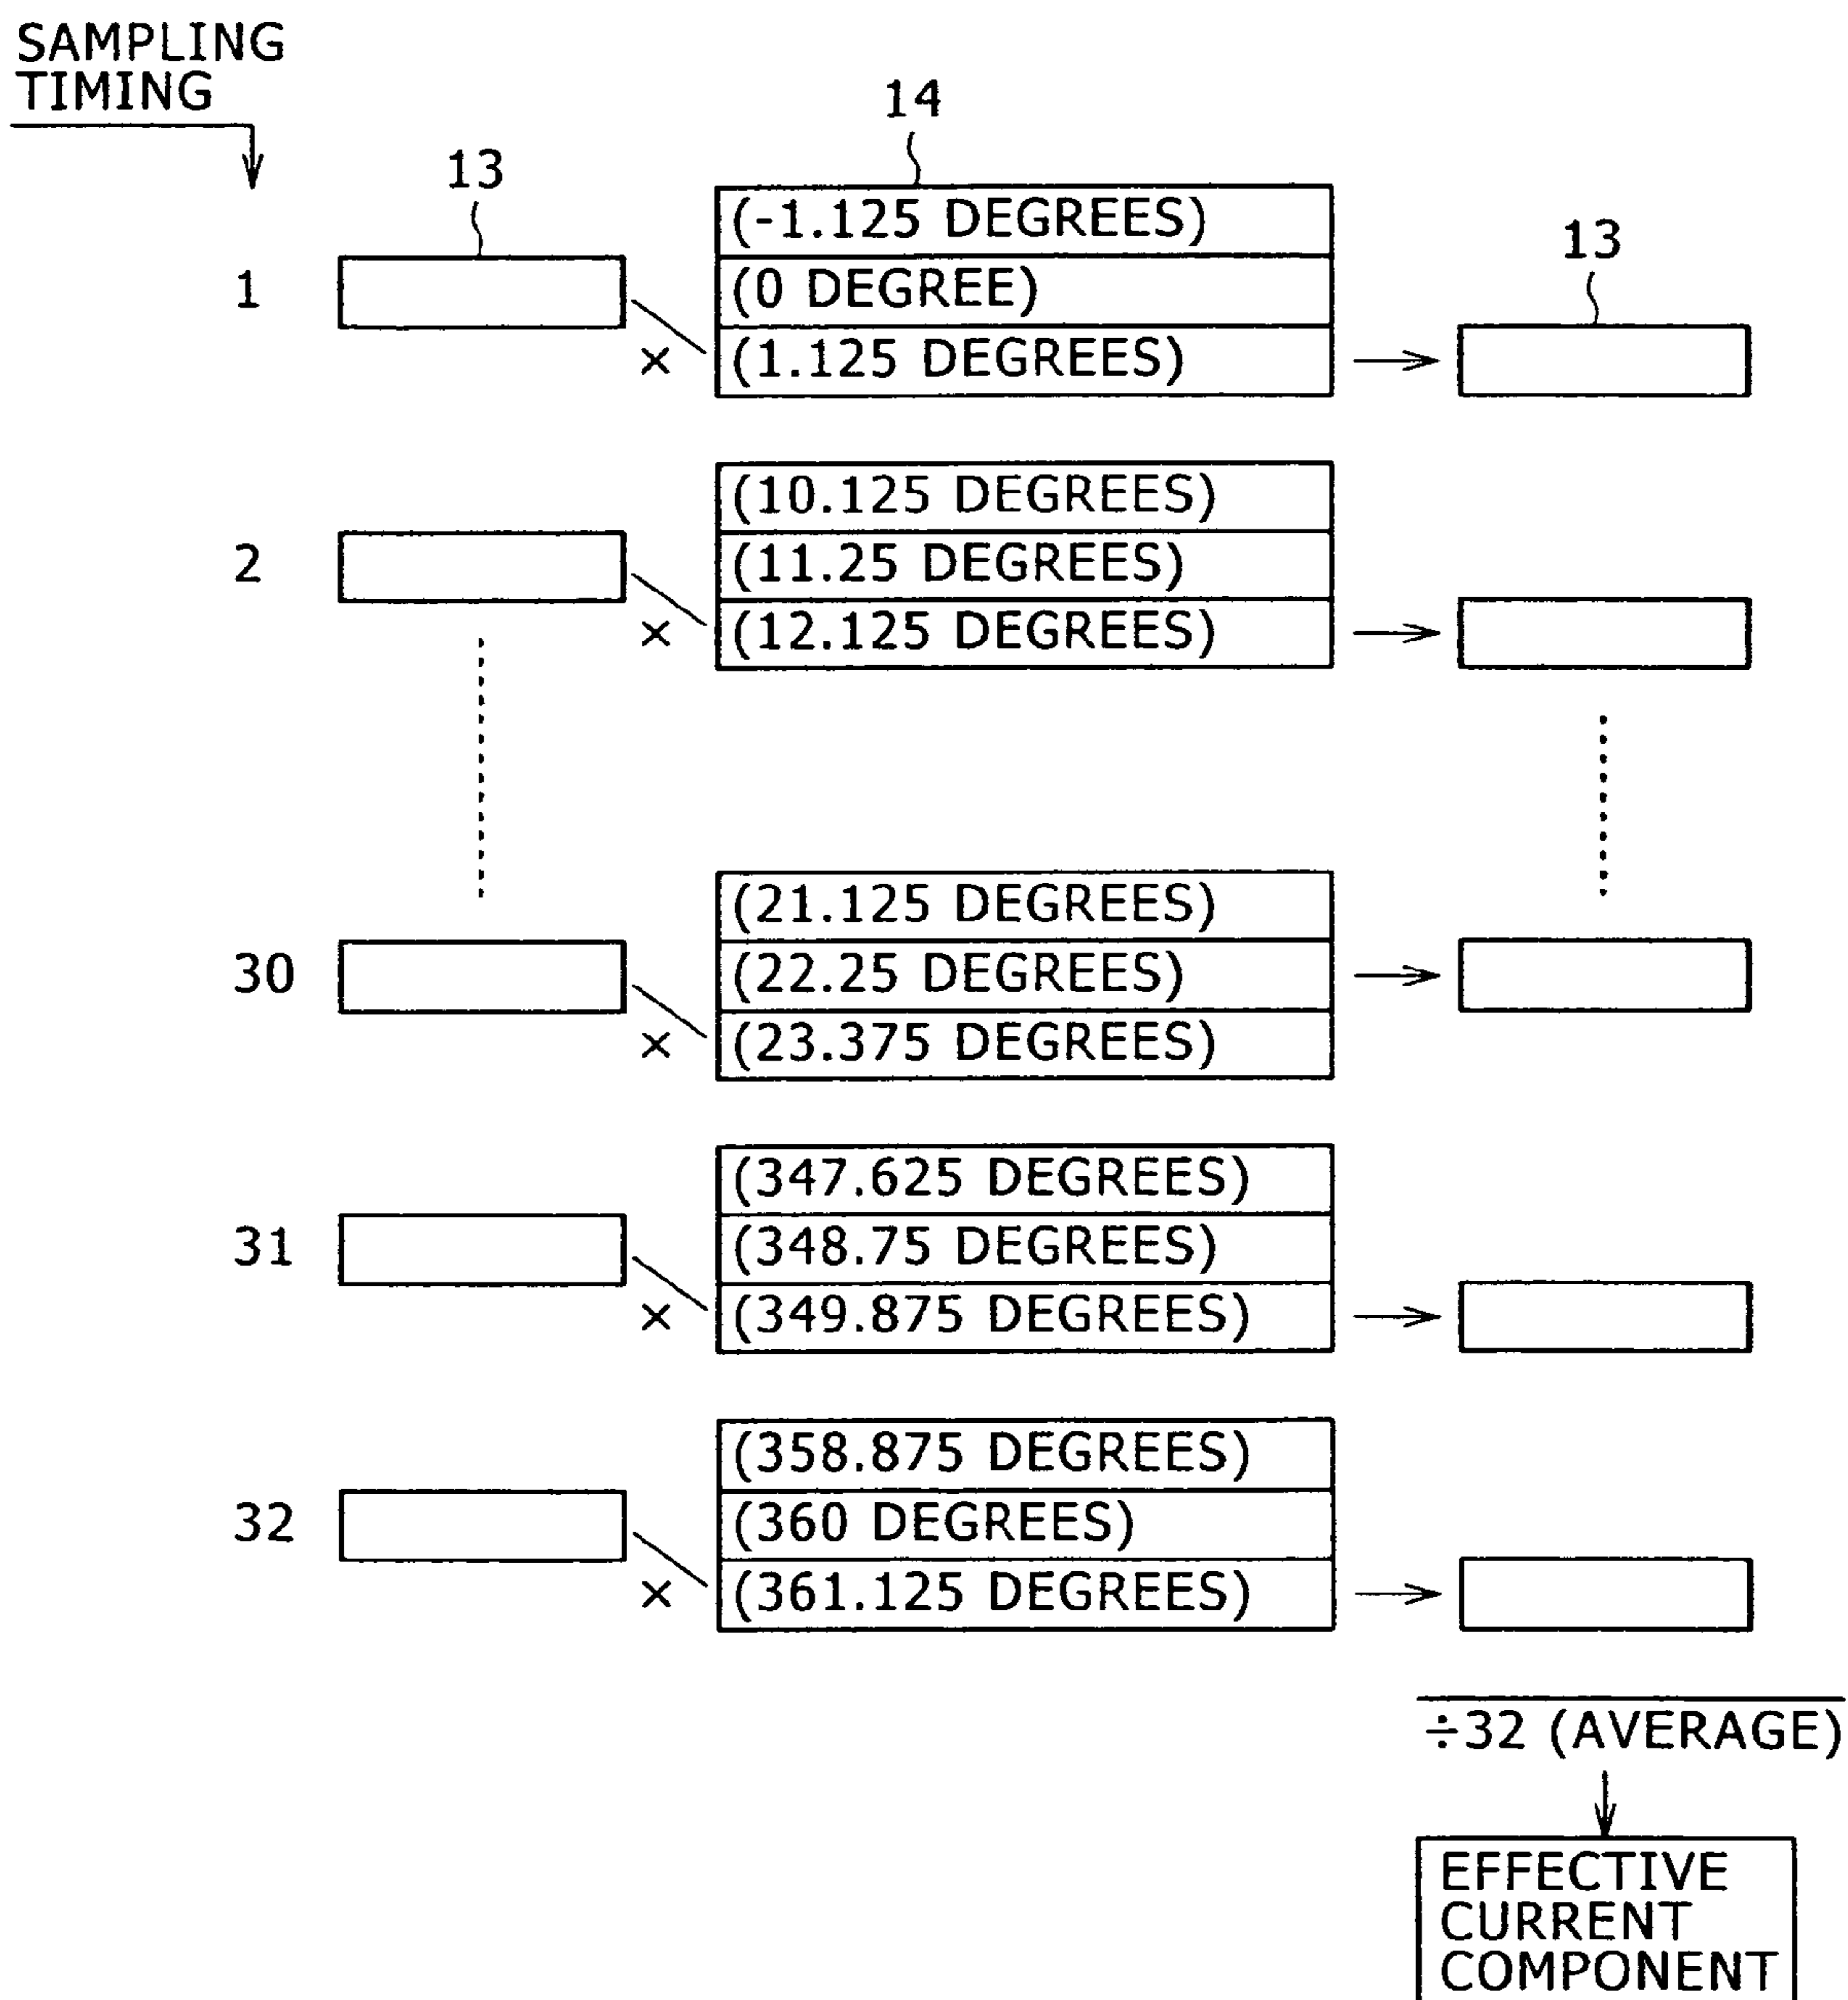 SAMPLING
TIMING
14
13
(-1.125 DEGREES)
13
1
(0 DEGREE)
×
(1.125 DEGREES)
(10.125 DEGREES)
2
(11.25 DEGREES)
×
(12.125 DEGREES)
(21.125 DEGREES)
30
(22.25 DEGREES)
×
(23.375 DEGREES)
(347.625 DEGREES)
31
(348.75 DEGREES)
×
(349.875 DEGREES)
(358.875 DEGREES)
32
(360 DEGREES)
×
(361.125 DEGREES)
÷32 (AVERAGE)
EFFECTIVE
CURRENT
COMPONENT